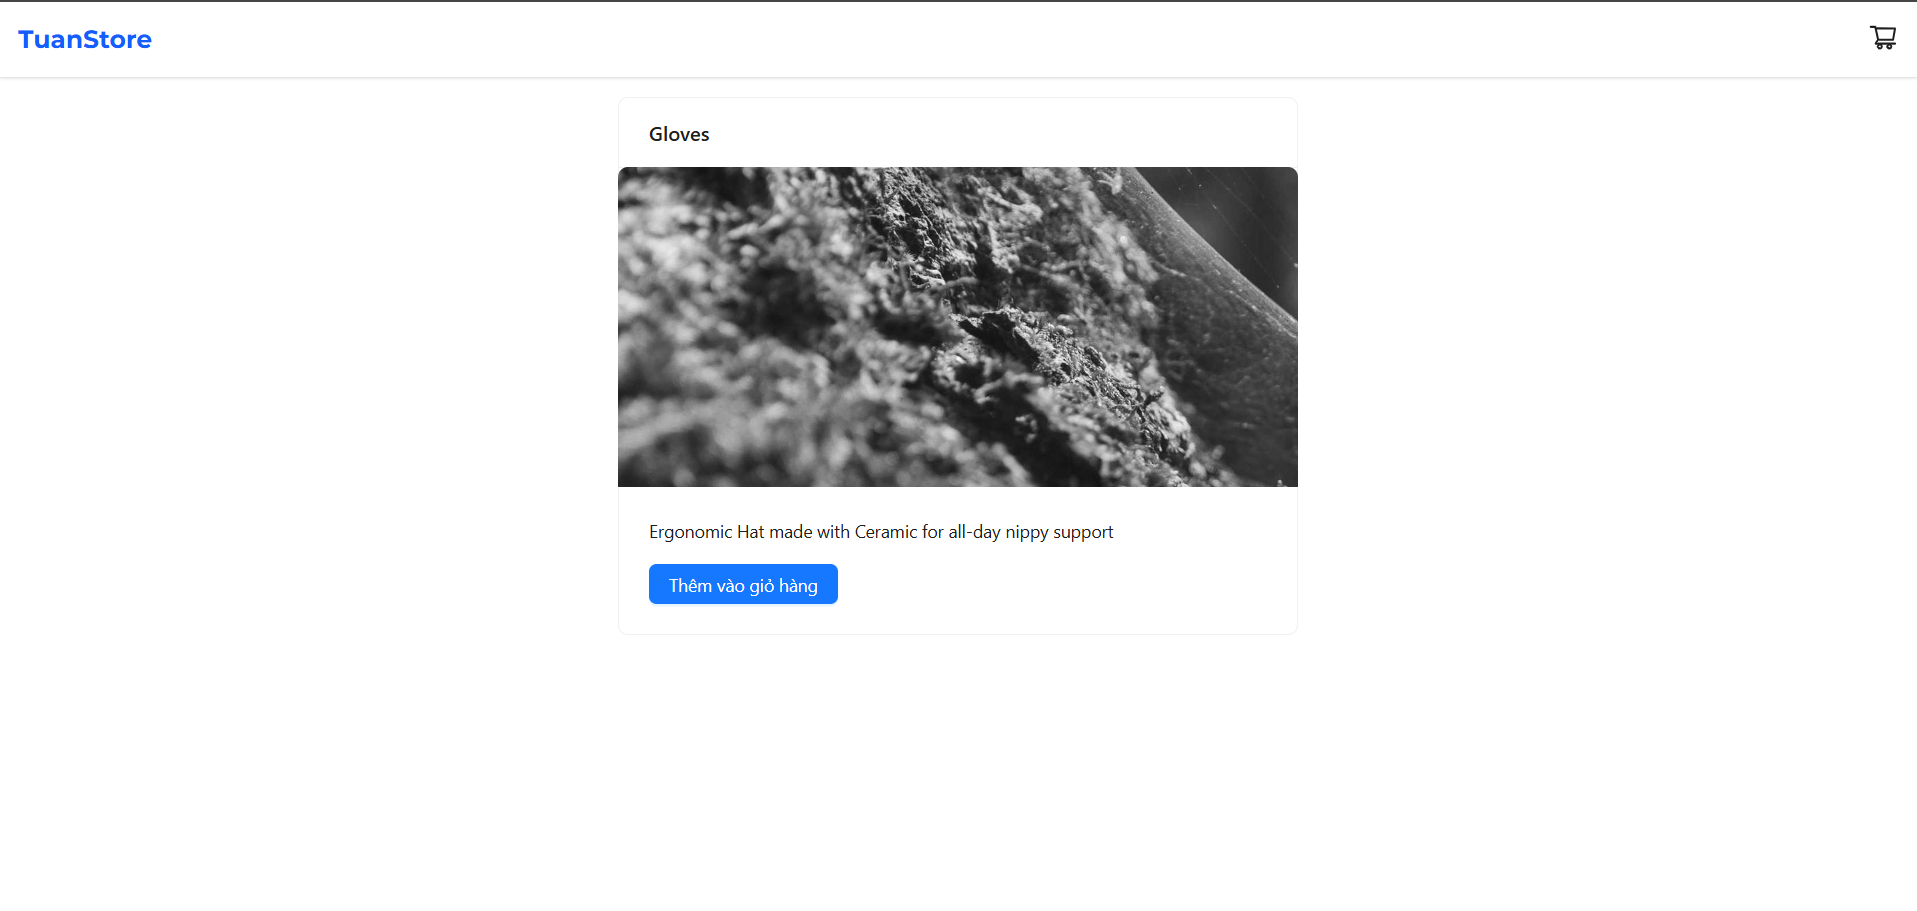 TuanStore
Gloves
Ergonomic Hat made with Ceramic for all-day nippy support
Thêm vào giỏ hàng